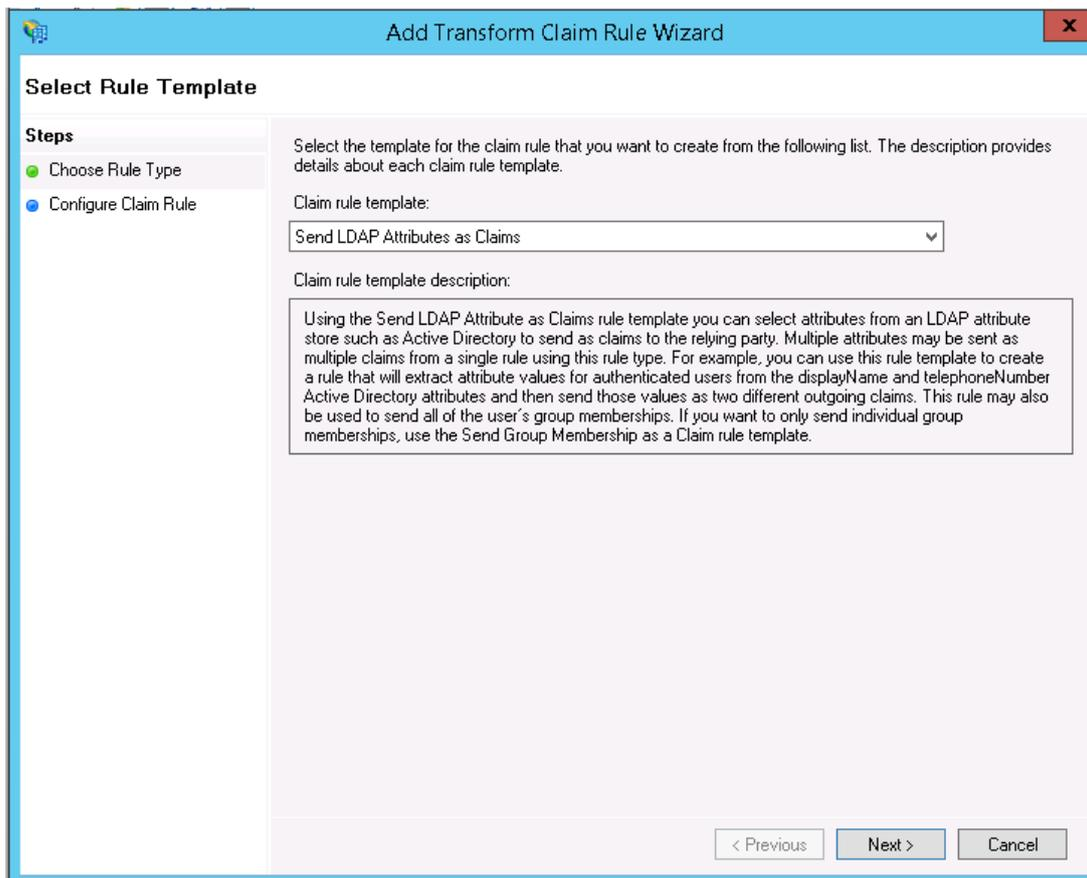 Add Transform Claim Rule Wizard
x
Select Rule Template
Steps
Choose Rule Type
Configure Claim Rule
Select the template for the claim rule that you want to create from the following list. The description provides
details about each claim rule template.
Claim rule template:
Send LDAP Attributes as Claims
Claim rule template description:
Using the Send LDAP Attribute as Claims rule template you can select attributes from an LDAP attribute
store such as Active Directory to send as claims to the relying party. Multiple attributes may be sent as
multiple claims from a single rule using this rule type. For example, you can use this rule template to create
a rule that will extract attribute values for authenticated users from the displayName and telephoneNumber
Active Directory attributes and then send those values as two different outgoing claims. This rule may also
be used to send all of the user's group memberships. If you want to only send individual group
memberships, use the Send Group Membership as a Claim rule template.
< Previous
Next >
Cancel